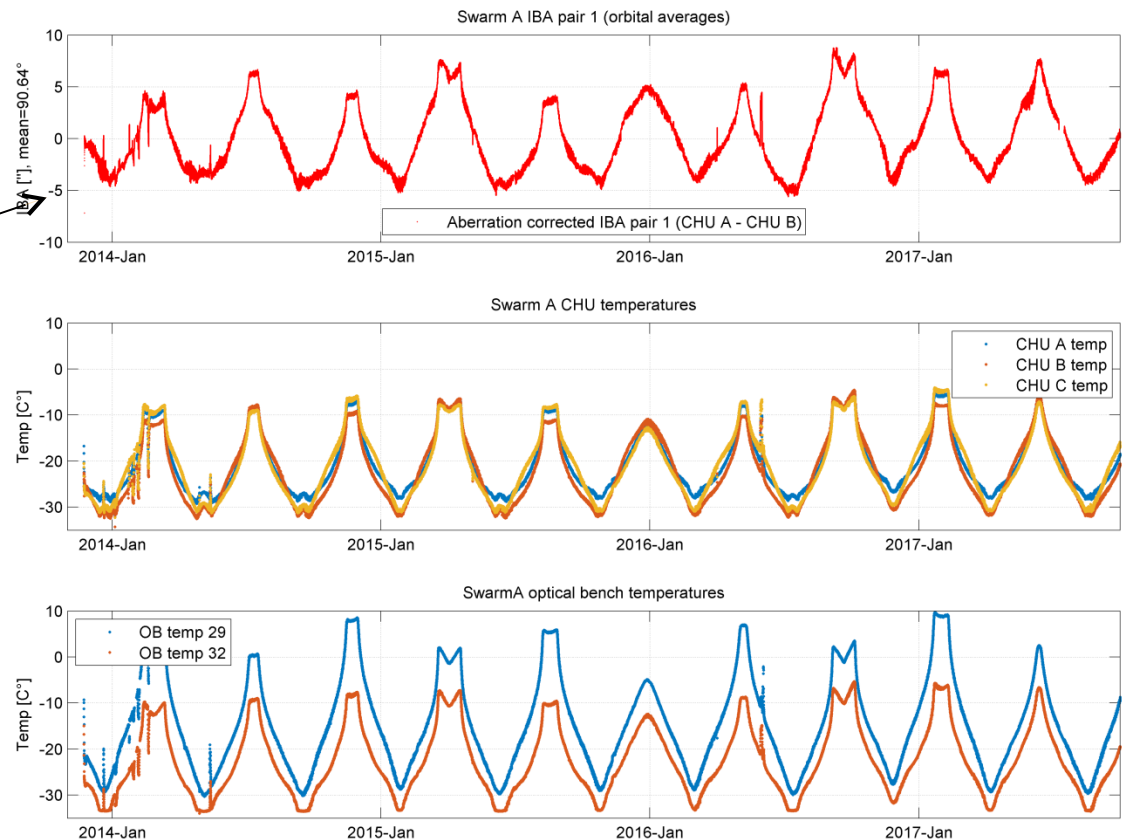 Swarm A IBA pair 1 (orbital averages)
IBA ["], mean=90.64°
10
5
0
-5
-10
Aberration corrected IBA pair 1 (CHU A - CHU B)
2014-Jan
2015-Jan
2016-Jan
2017-Jan
Swarm A CHU temperatures
Temp [C°]
10
0
-10
-20
-30
CHU A temp
CHU B temp
CHU C temp
2014-Jan
2015-Jan
2016-Jan
2017-Jan
SwarmA optical bench temperatures
Temp [C°]
10
0
-10
-20
-30
OB temp 29
OB temp 32
2014-Jan
2015-Jan
2016-Jan
2017-Jan